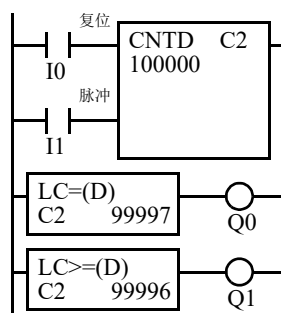 复位
CNTD C2
100000
I0
脉冲
I1
LC=(D)
C2 99997
Q0
LC>=(D)
C2 99996
Q1